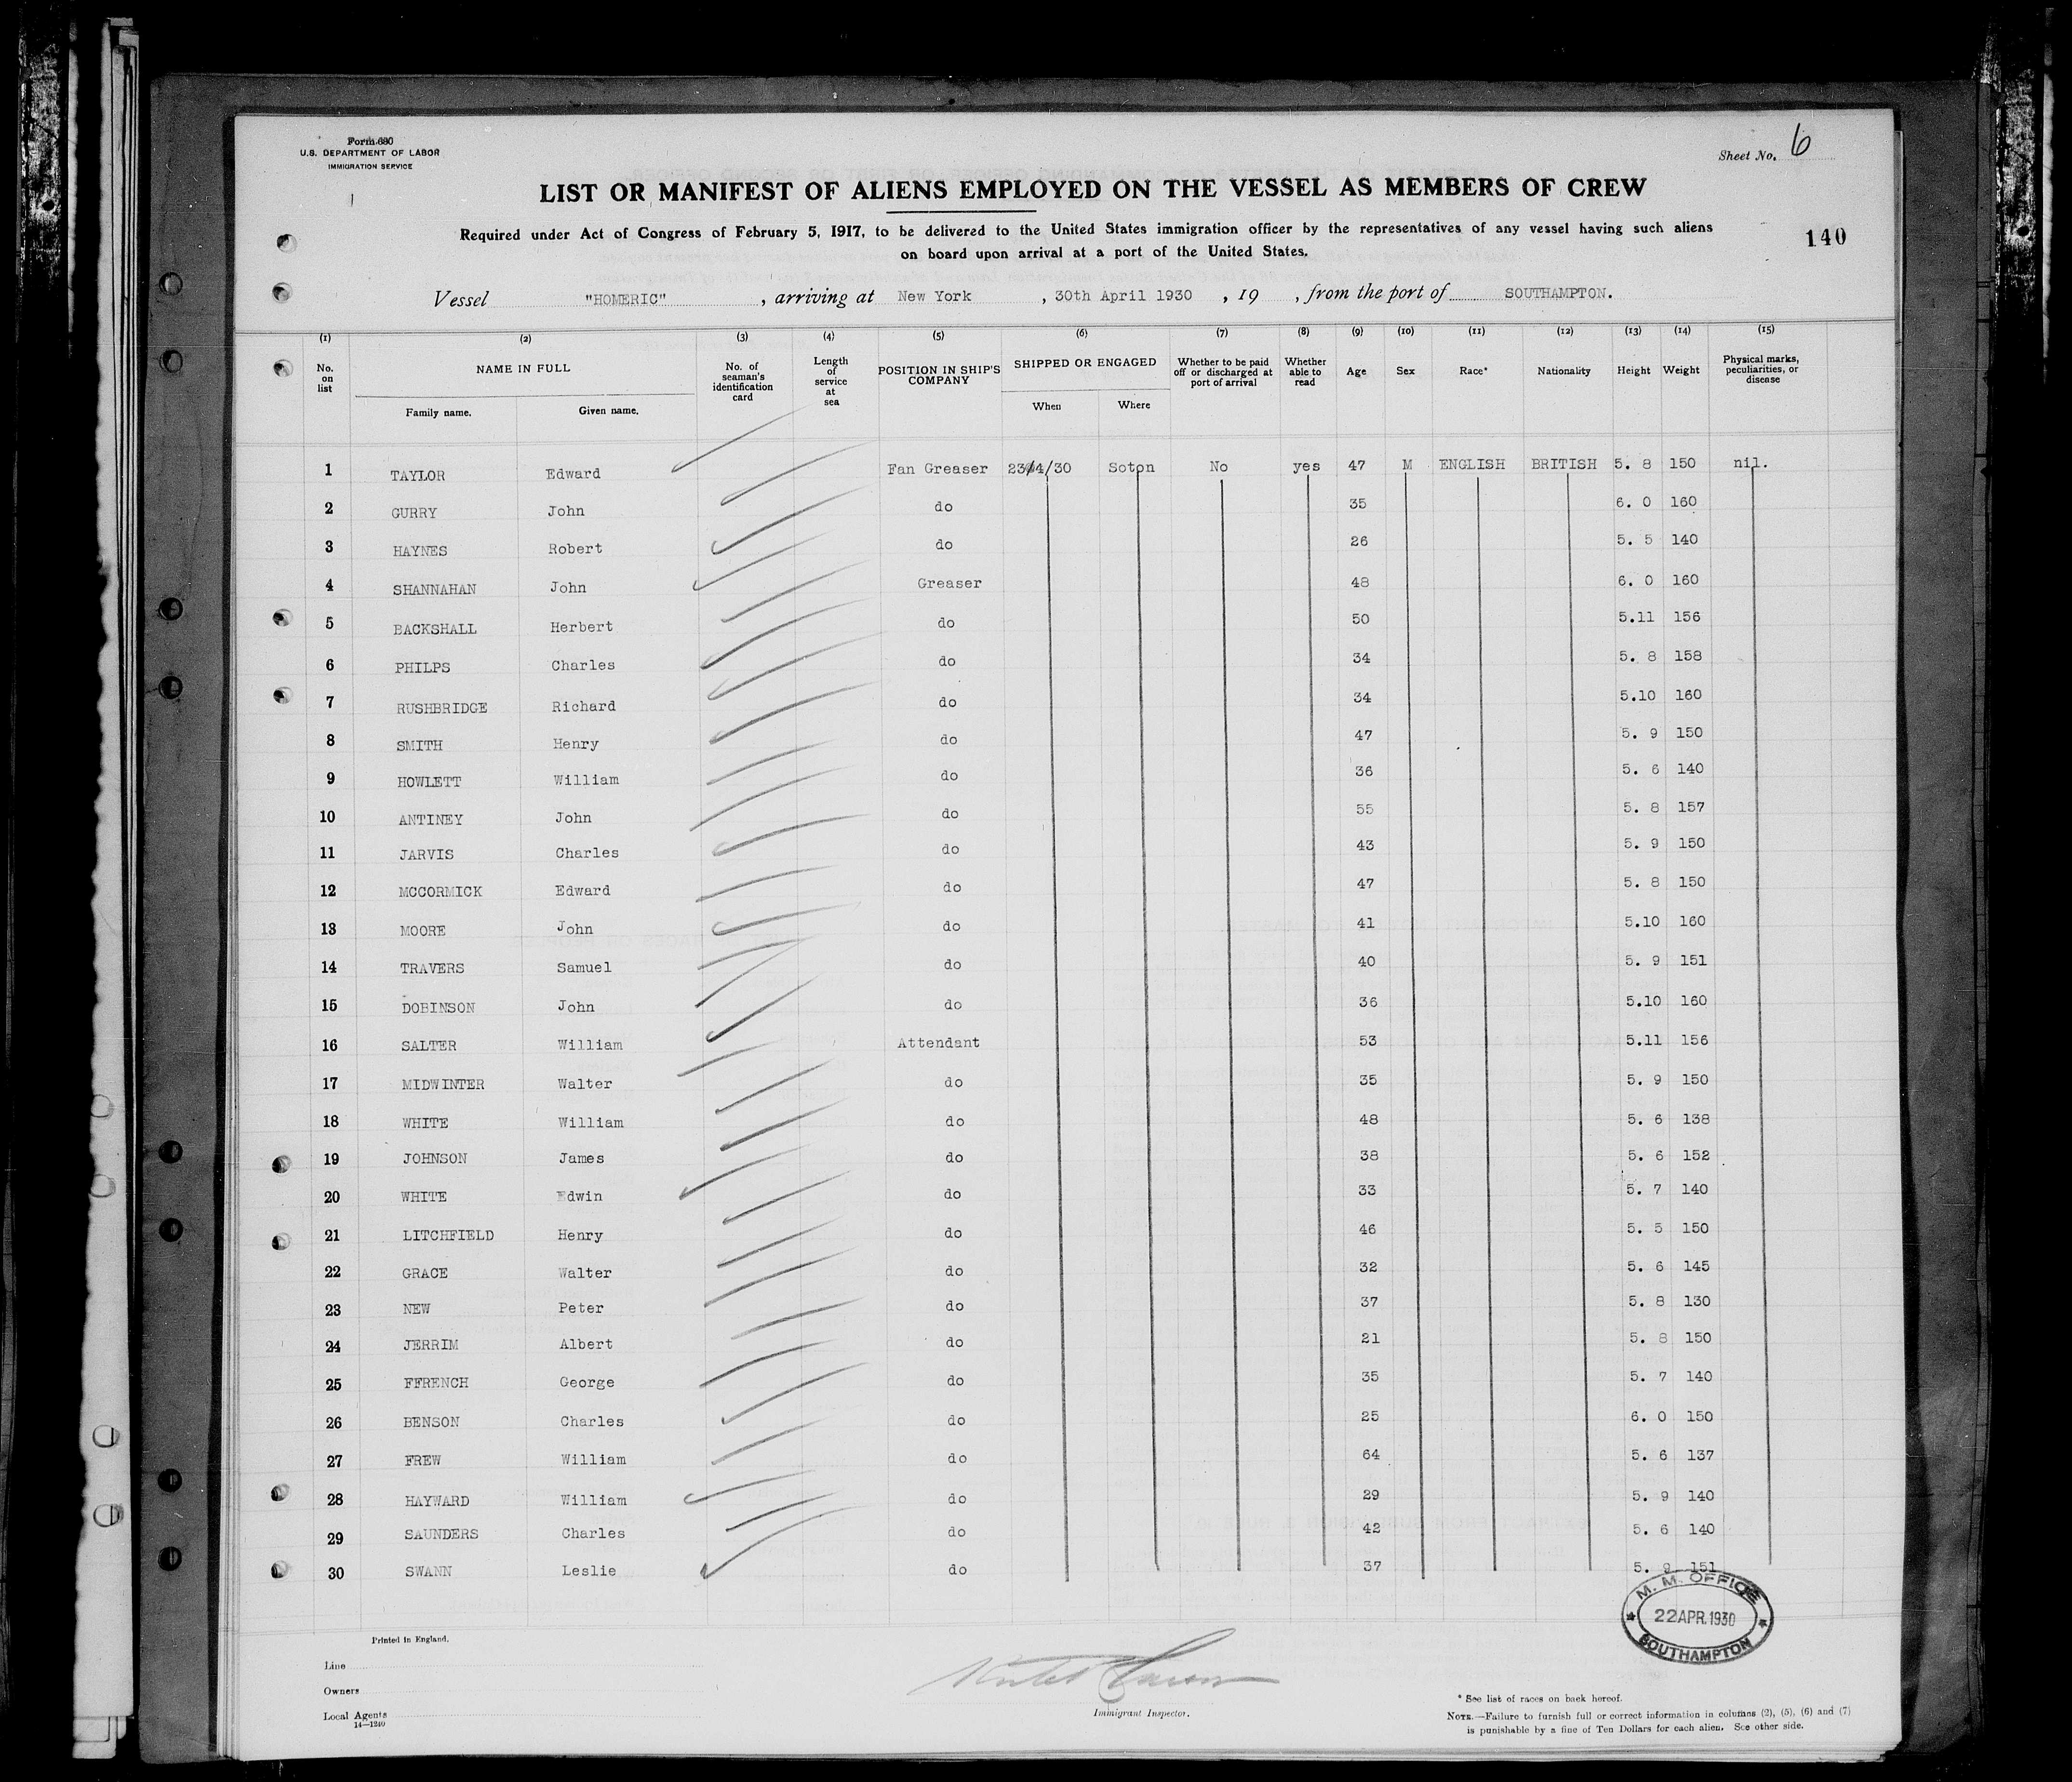 Form 680
U.S. DEPARTMENT OF LABOR
IMMIGRATION SERVICE
Sheet No. 6
LIST OR MANIFEST OF ALIENS EMPLOYED ON THE VESSEL AS MEMBERS OF CREW
Required under Act of Congress of February 5, 1917, to be delivered to the United States immigration officer by the representatives of any vessel having such aliens
on board upon arrival at a port of the United States.
140
Vessel "HOMERIC", arriving at New York, 30th April 1930, 19, from the port of SOUTHAMPTON.
(1) (2) (3) (4) (5) (6) (7) (8) (9) (10) (11) (12) (13) (14) (15)
No. on list NAME IN FULL Family name. Given name. No. of seaman's identification card Length of service at sea POSITION IN SHIP'S COMPANY SHIPPED OR ENGAGED When Where Whether to be paid off or discharged at port of arrival Whether able to read Age Sex Race* Nationality Height Weight Physical marks, peculiarities, or disease
1 TAYLOR Edward Fan Greaser 23/4/30 Soton No yes 47 M ENGLISH BRITISH 5. 8 150 nil.
2 GURRY John do 35 6. 0 160
3 HAYNES Robert do 26 5. 5 140
4 SHANNAHAN John Greaser 48 6. 0 160
5 BACKSHALL Herbert do 50 5.11 156
6 PHILPS Charles do 34 5. 8 158
7 RUSHBRIDGE Richard do 34 5.10 160
8 SMITH Henry do 47 5. 9 150
9 HOWLETT William do 36 5. 6 140
10 ANTINEY John do 55 5. 8 157
11 JARVIS Charles do 43 5. 9 150
12 MCCORMICK Edward do 47 5. 8 150
13 MOORE John do 41 5.10 160
14 TRAVERS Samuel do 40 5. 9 151
15 DOBINSON John do 36 5.10 160
16 SALTER William Attendant 53 5.11 156
17 MIDWINTER Walter do 35 5. 9 150
18 WHITE William do 48 5. 6 138
19 JOHNSON James do 38 5. 6 152
20 WHITE Edwin do 33 5. 7 140
21 LITCHFIELD Henry do 46 5. 5 150
22 GRACE Walter do 32 5. 6 145
23 NEW Peter do 37 5. 8 130
24 JERRIM Albert do 21 5. 8 150
25 FFRENCH George do 35 5. 7 140
26 BENSON Charles do 25 6. 0 150
27 FREW William do 64 5. 6 137
28 HAYWARD William do 29 5. 9 140
29 SAUNDERS Charles do 42 5. 6 140
30 SWANN Leslie do 37 5. 9 151
M. M. OFFICE
22 APR. 1930
SOUTHAMPTON
Printed in England.
Line
Owners
Local Agents
14—1240
Immigrant Inspector.
* See list of races on back hereof.
NOTE.—Failure to furnish full or correct information in columns (2), (5), (6) and (7)
is punishable by a fine of Ten Dollars for each alien. See other side.